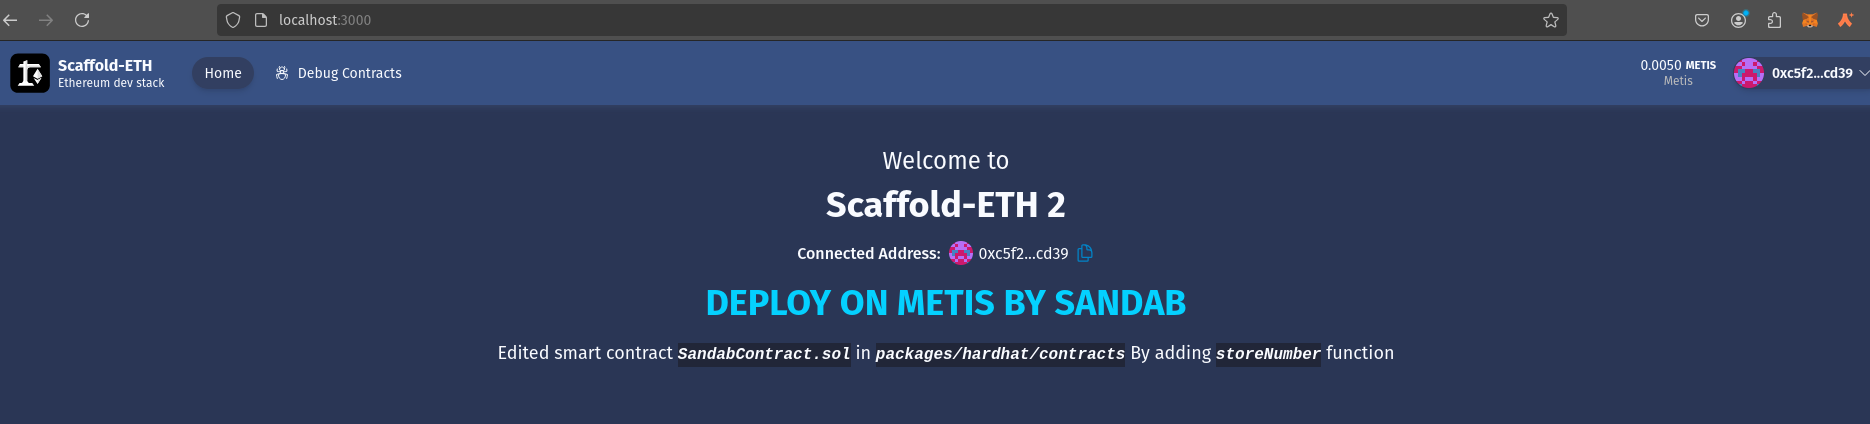 localhost:3000
Scaffold-ETH
Ethereum dev stack
Home
Debug Contracts
0.0050 METIS
Metis
0xc5f2...cd39
Welcome to
Scaffold-ETH 2
Connected Address: 0xc5f2...cd39
DEPLOY ON METIS BY SANDAB
Edited smart contract SandabContract.sol in packages/hardhat/contracts By adding storeNumber function